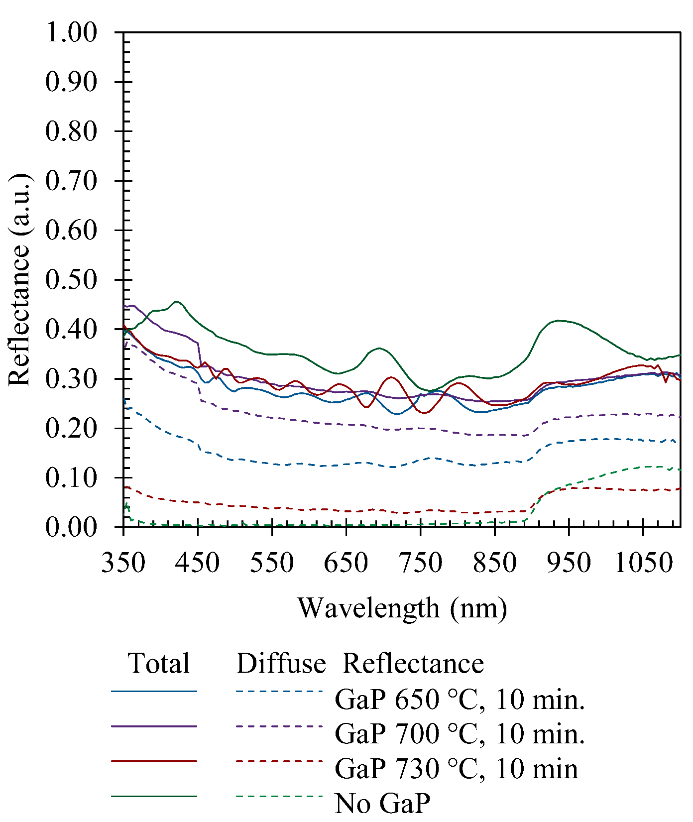 1.00
0.90
0.80
0.70
0.60
0.50
0.40
0.30
0.20
0.10
0.00
Reflectance (a.u.)
350 450 550 650 750 850 950 1050
Wavelength (nm)
Total Diffuse Reflectance
GaP 650 °C, 10 min.
GaP 700 °C, 10 min.
GaP 730 °C, 10 min
No GaP